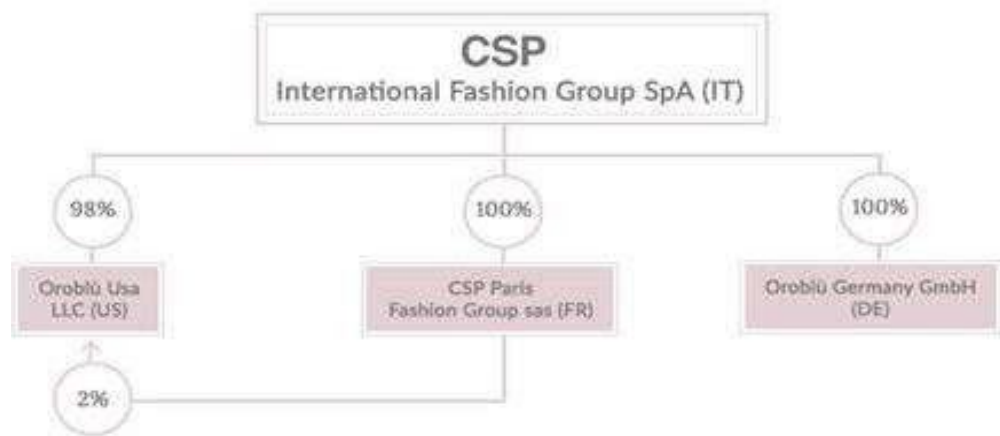 CSP
International Fashion Group SpA (IT)
98%
100%
100%
Oroblù Usa
LLC (US)
CSP Paris
Fashion Group sas (FR)
Oroblù Germany GmbH
(DE)
2%